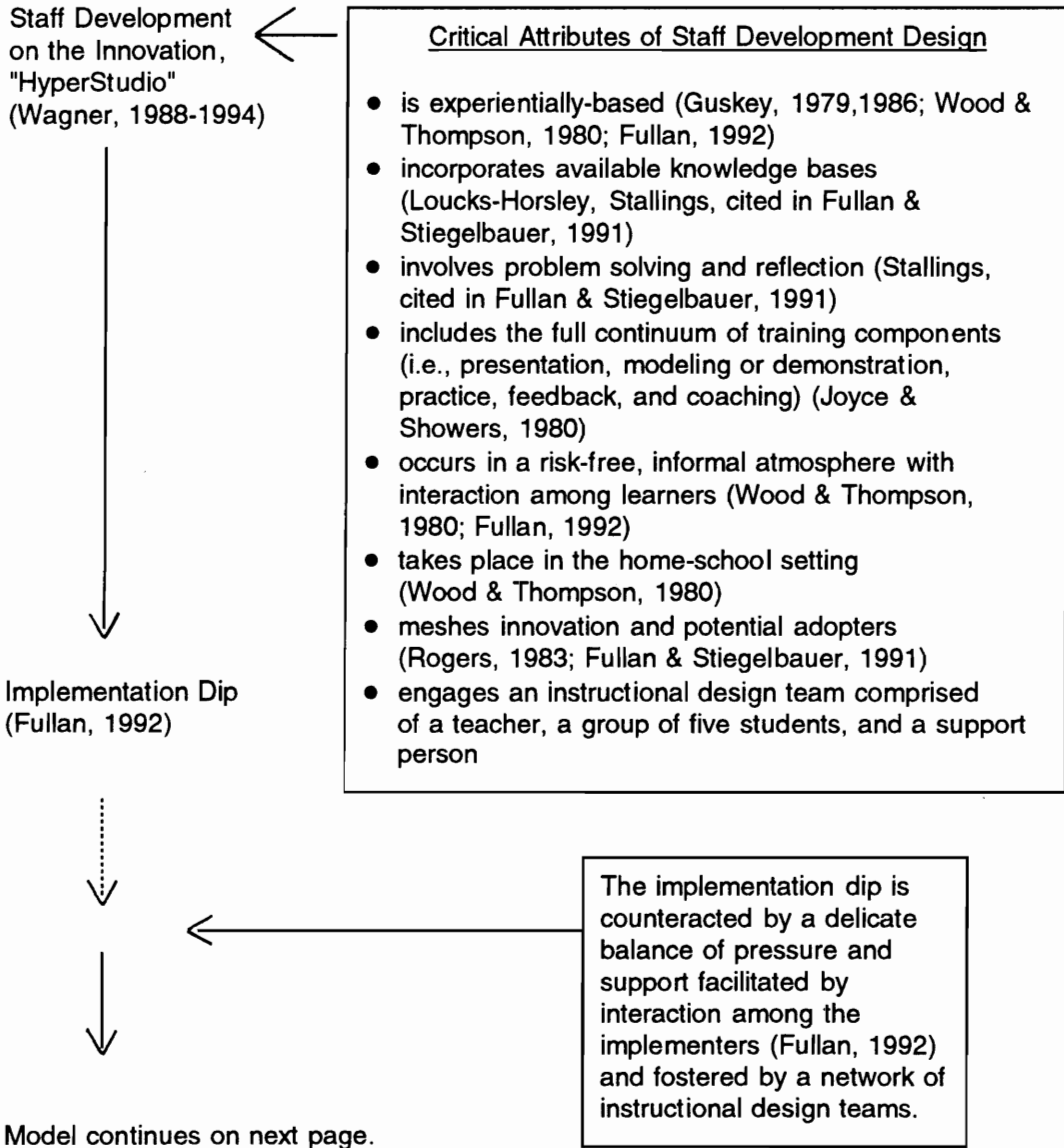 Staff Development
on the Innovation,
"HyperStudio"
(Wagner, 1988-1994)
Critical Attributes of Staff Development Design
● is experientially-based (Guskey, 1979,1986; Wood &
Thompson, 1980; Fullan, 1992)
● incorporates available knowledge bases
(Loucks-Horsley, Stallings, cited in Fullan &
Stiegelbauer, 1991)
● involves problem solving and reflection (Stallings,
cited in Fullan & Stiegelbauer, 1991)
● includes the full continuum of training components
(i.e., presentation, modeling or demonstration,
practice, feedback, and coaching) (Joyce &
Showers, 1980)
● occurs in a risk-free, informal atmosphere with
interaction among learners (Wood & Thompson,
1980; Fullan, 1992)
● takes place in the home-school setting
(Wood & Thompson, 1980)
● meshes innovation and potential adopters
(Rogers, 1983; Fullan & Stiegelbauer, 1991)
● engages an instructional design team comprised
of a teacher, a group of five students, and a support
person
Implementation Dip
(Fullan, 1992)
The implementation dip is
counteracted by a delicate
balance of pressure and
support facilitated by
interaction among the
implementers (Fullan, 1992)
and fostered by a network of
instructional design teams.
Model continues on next page.